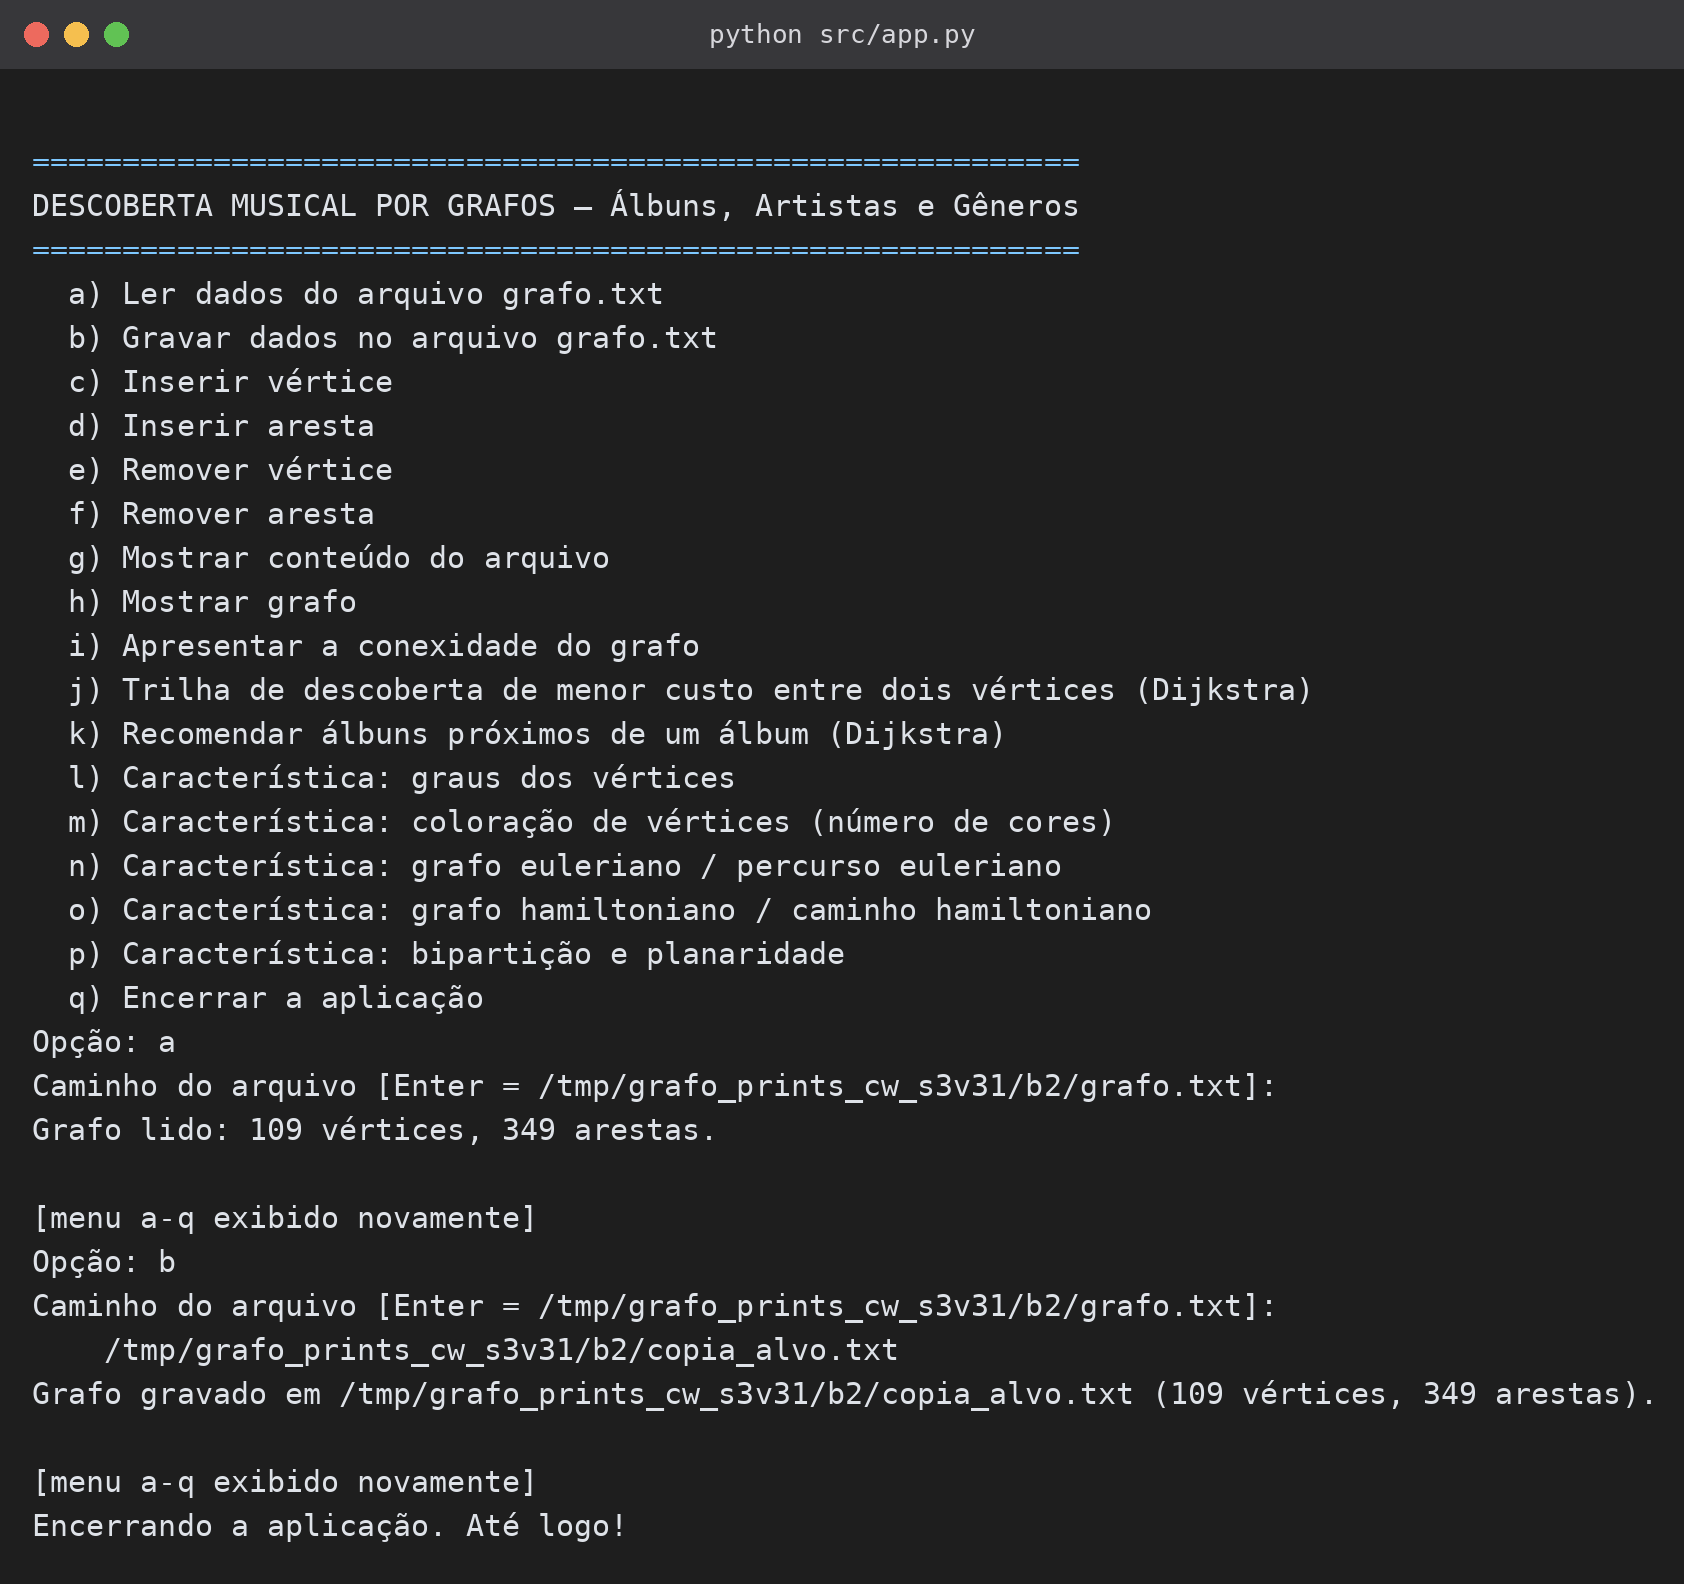 python src/app.py
==========================================================
DESCOBERTA MUSICAL POR GRAFOS — Álbuns, Artistas e Gêneros
==========================================================
  a) Ler dados do arquivo grafo.txt
  b) Gravar dados no arquivo grafo.txt
  c) Inserir vértice
  d) Inserir aresta
  e) Remover vértice
  f) Remover aresta
  g) Mostrar conteúdo do arquivo
  h) Mostrar grafo
  i) Apresentar a conexidade do grafo
  j) Trilha de descoberta de menor custo entre dois vértices (Dijkstra)
  k) Recomendar álbuns próximos de um álbum (Dijkstra)
  l) Característica: graus dos vértices
  m) Característica: coloração de vértices (número de cores)
  n) Característica: grafo euleriano / percurso euleriano
  o) Característica: grafo hamiltoniano / caminho hamiltoniano
  p) Característica: bipartição e planaridade
  q) Encerrar a aplicação
Opção: a
Caminho do arquivo [Enter = /tmp/grafo_prints_cw_s3v31/b2/grafo.txt]:
Grafo lido: 109 vértices, 349 arestas.
[menu a-q exibido novamente]
Opção: b
Caminho do arquivo [Enter = /tmp/grafo_prints_cw_s3v31/b2/grafo.txt]:
    /tmp/grafo_prints_cw_s3v31/b2/copia_alvo.txt
Grafo gravado em /tmp/grafo_prints_cw_s3v31/b2/copia_alvo.txt (109 vértices, 349 arestas).
[menu a-q exibido novamente]
Encerrando a aplicação. Até logo!